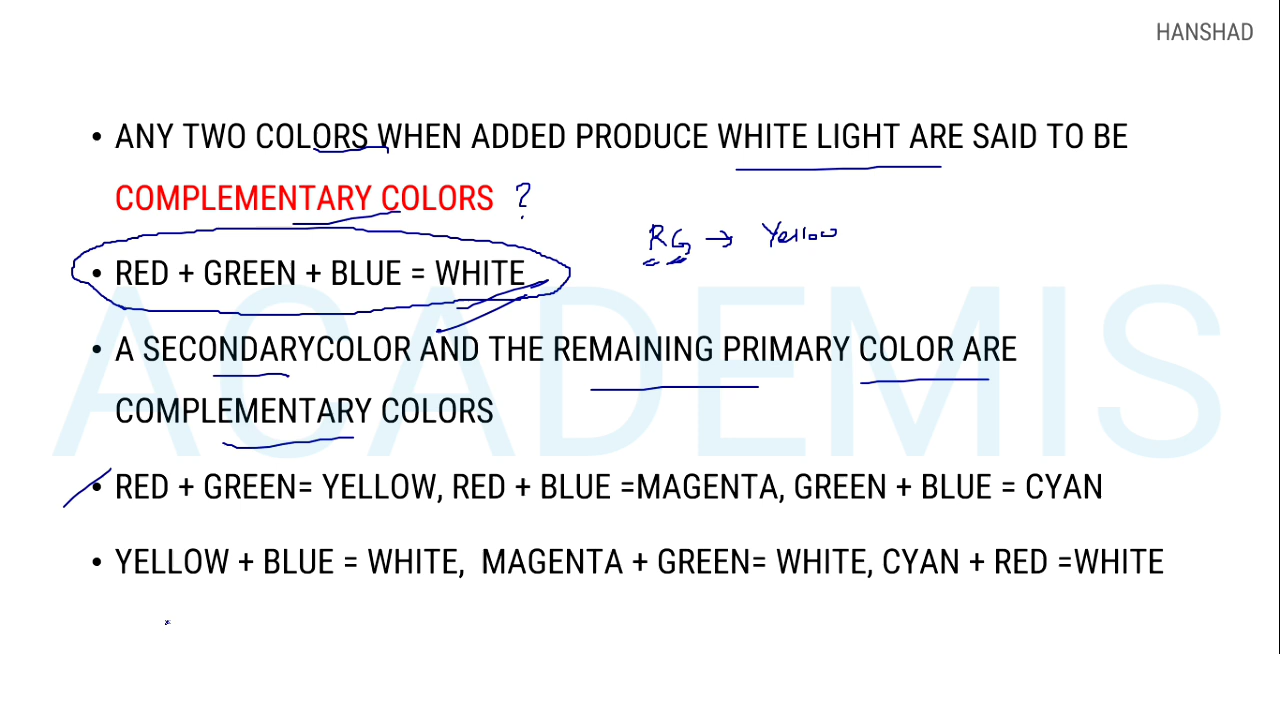 HANSHAD
• ANY TWO COLORS WHEN ADDED PRODUCE WHITE LIGHT ARE SAID TO BE
COMPLEMENTARY COLORS ?
RG → Yellow
• RED + GREEN + BLUE = WHITE
ACADEMIS
• A SECONDARYCOLOR AND THE REMAINING PRIMARY COLOR ARE
COMPLEMENTARY COLORS
• RED + GREEN= YELLOW, RED + BLUE =MAGENTA, GREEN + BLUE = CYAN
• YELLOW + BLUE = WHITE, MAGENTA + GREEN= WHITE, CYAN + RED =WHITE